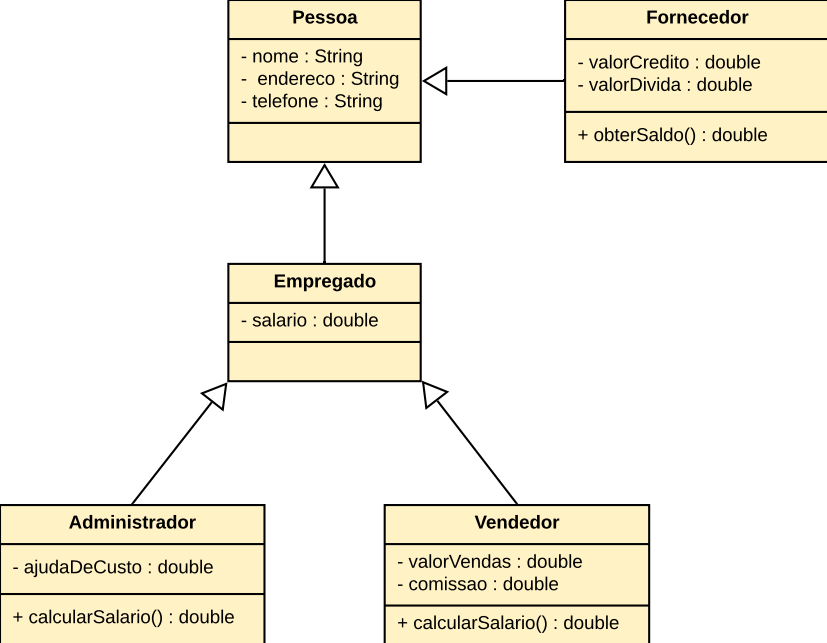 Pessoa
- nome : String
-  endereco : String
- telefone : String
Fornecedor
- valorCredito : double
- valorDivida : double
+ obterSaldo() : double
Empregado
- salario : double
Administrador
- ajudaDeCusto : double
+ calcularSalario() : double
Vendedor
- valorVendas : double
- comissao : double
+ calcularSalario() : double